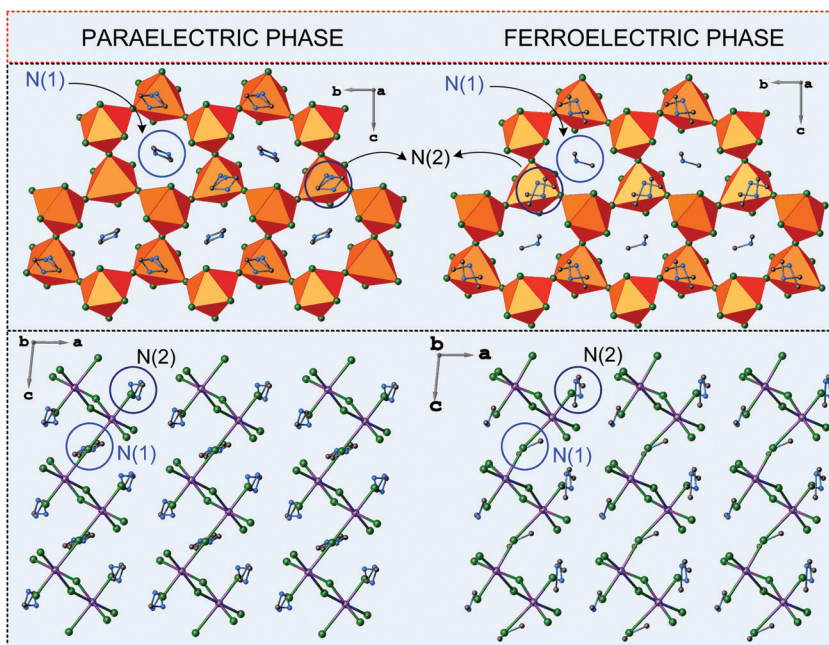 PARAELECTRIC PHASE
FERROELECTRIC PHASE
N(1)
b
a
c
N(1)
b
a
c
N(2)
b
a
c
N(2)
N(1)
b
a
c
N(2)
N(1)